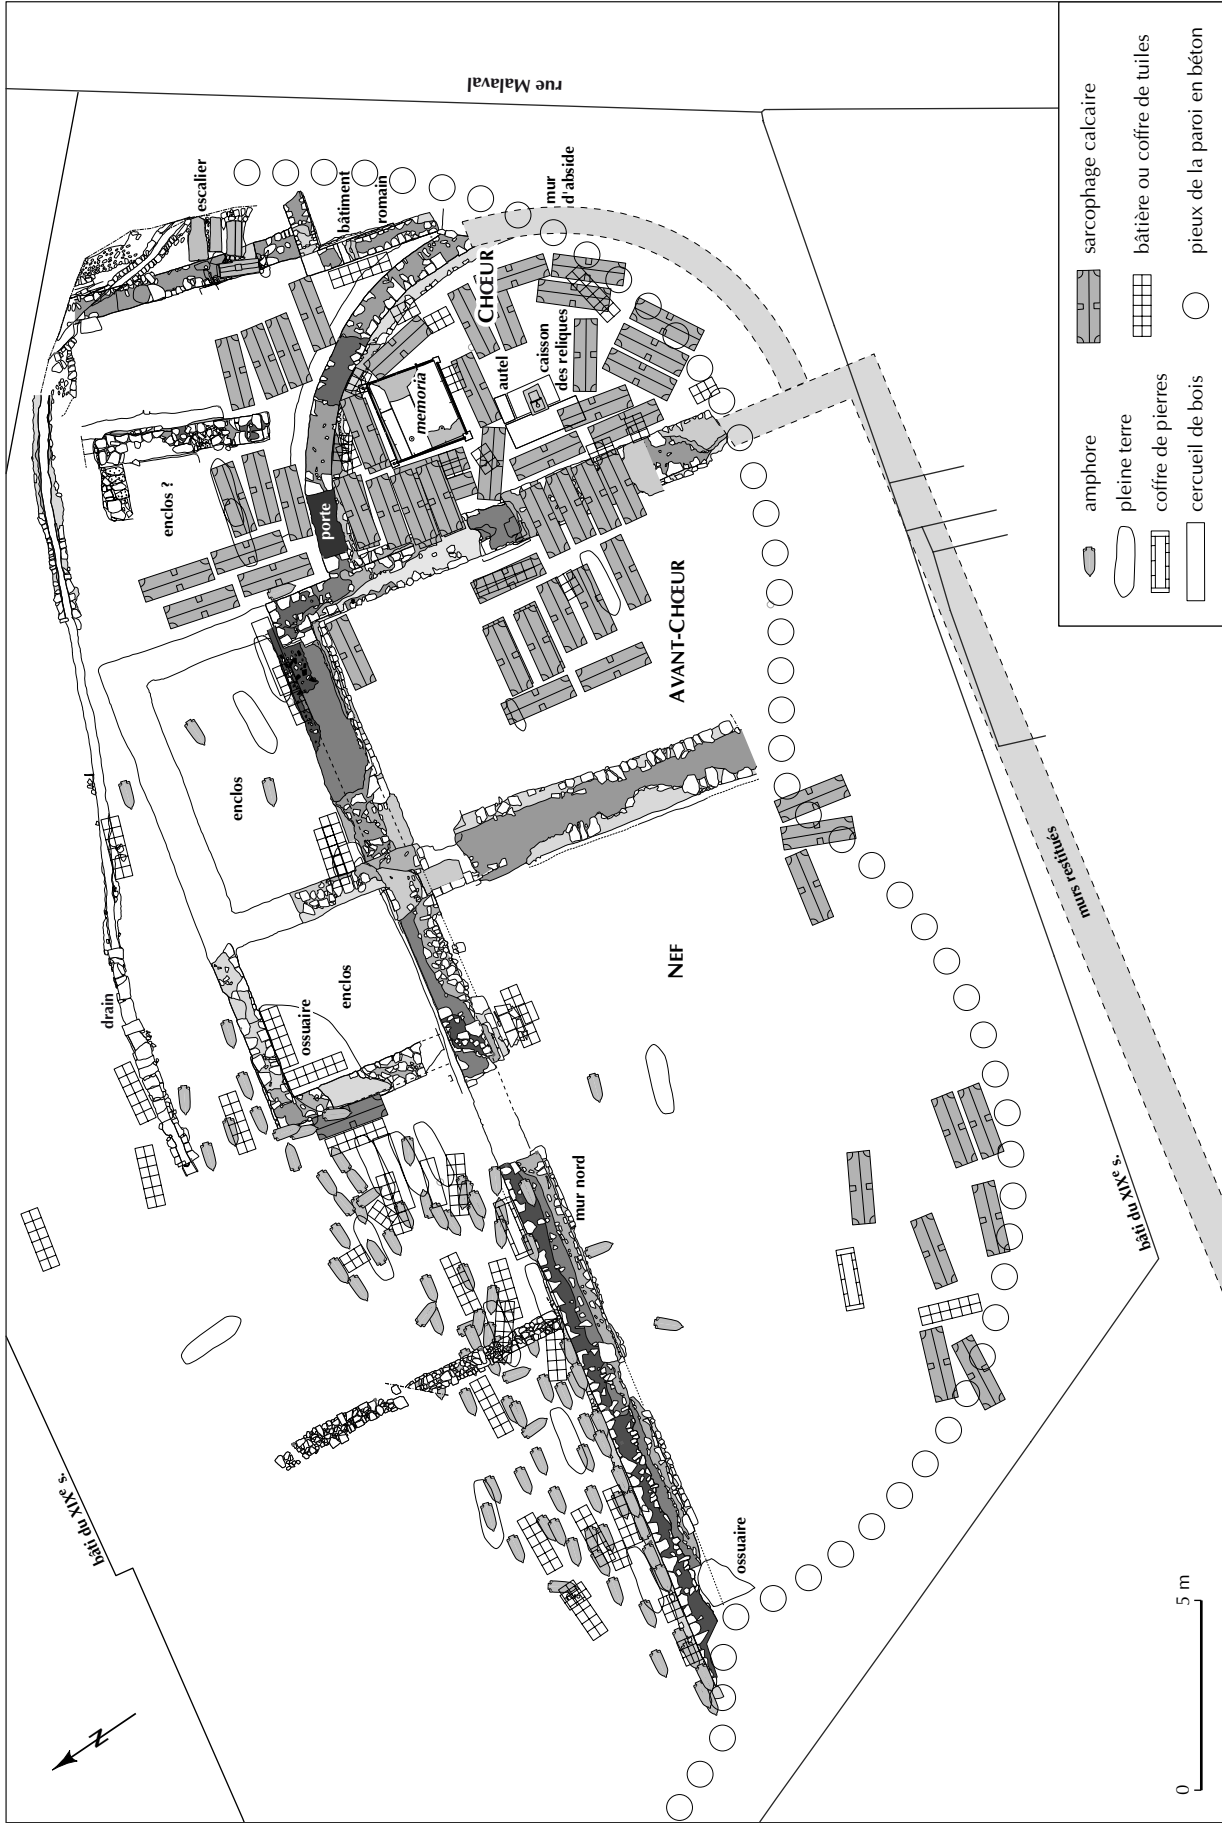 rue Malaval
escalier
bâtiment
romain
mur
d'abside
CHŒUR
memoria
autel
caisson
des reliques
porte
enclos ?
AVANT-CHŒUR
enclos
enclos
ossuaire
drain
NEF
mur nord
ossuaire
murs restitués
bâti du XIXe s.
bâti du XIXe s.
N
0
5 m
amphore
pleine terre
coffre de pierres
cercueil de bois
sarcophage calcaire
bâtière ou coffre de tuiles
pieux de la paroi en béton